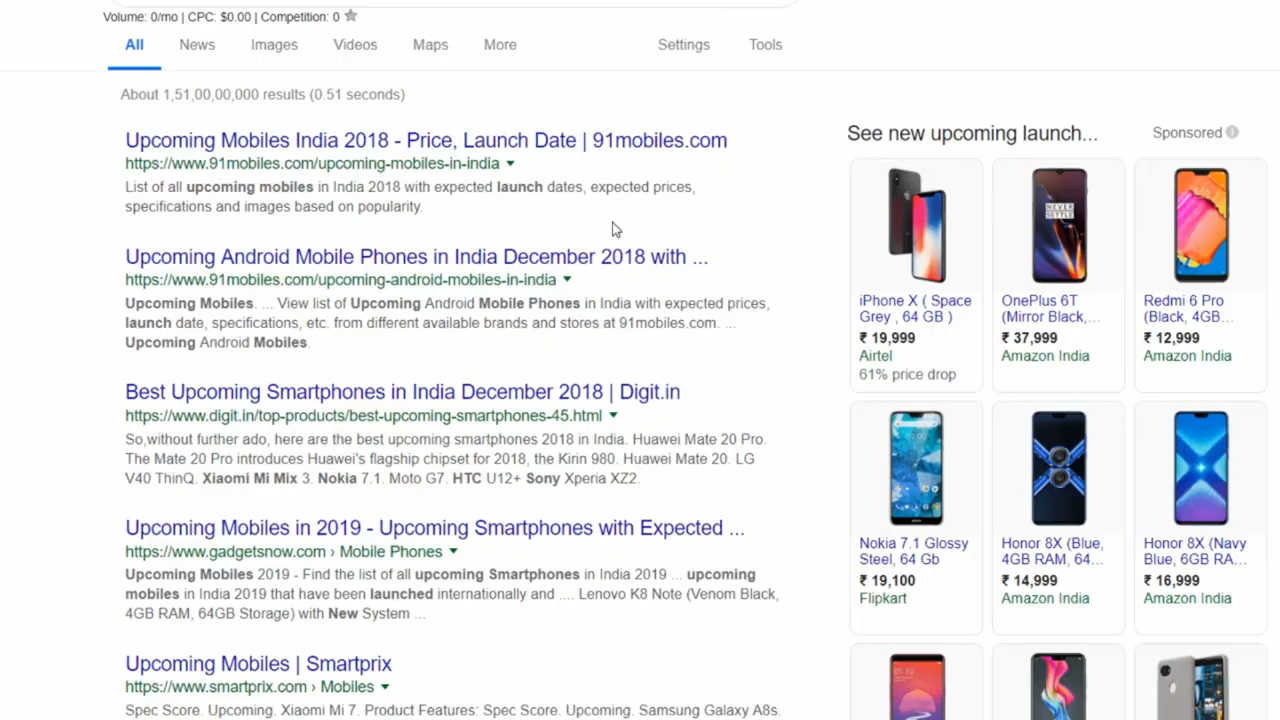 Volume: 0/mo | CPC: $0.00 | Competition: 0
All News Images Videos Maps More Settings Tools
About 1,51,00,00,000 results (0.51 seconds)
Upcoming Mobiles India 2018 - Price, Launch Date | 91mobiles.com
https://www.91mobiles.com/upcoming-mobiles-in-india
List of all upcoming mobiles in India 2018 with expected launch dates, expected prices,
specifications and images based on popularity.
Upcoming Android Mobile Phones in India December 2018 with ...
https://www.91mobiles.com/upcoming-android-mobiles-in-india
Upcoming Mobiles. ... View list of Upcoming Android Mobile Phones in India with expected prices,
launch date, specifications, etc. from different available brands and stores at 91mobiles.com. ...
Upcoming Android Mobiles.
Best Upcoming Smartphones in India December 2018 | Digit.in
https://www.digit.in/top-products/best-upcoming-smartphones-45.html
So,without further ado, here are the best upcoming smartphones 2018 in India. Huawei Mate 20 Pro.
The Mate 20 Pro introduces Huawei's flagship chipset for 2018, the Kirin 980. Huawei Mate 20. LG
V40 ThinQ. Xiaomi Mi Mix 3. Nokia 7.1. Moto G7. HTC U12+ Sony Xperia XZ2.
Upcoming Mobiles in 2019 - Upcoming Smartphones with Expected ...
https://www.gadgetsnow.com › Mobile Phones
Upcoming Mobiles 2019 - Find the list of all upcoming Smartphones in India 2019 ... upcoming
mobiles in India 2019 that have been launched internationally and .... Lenovo K8 Note (Venom Black,
4GB RAM, 64GB Storage) with New System ...
Upcoming Mobiles | Smartprix
https://www.smartprix.com › Mobiles
Spec Score. Upcoming. Xiaomi Mi 7. Product Features: Spec Score. Upcoming. Samsung Galaxy A8s.
See new upcoming launch... Sponsored
NEVER
SETTLE
iPhone X ( Space
Grey , 64 GB )
₹ 19,999
Airtel
61% price drop
OnePlus 6T
(Mirror Black,...
₹ 37,999
Amazon India
Redmi 6 Pro
(Black, 4GB...
₹ 12,999
Amazon India
Nokia 7.1 Glossy
Steel, 64 Gb
₹ 19,100
Flipkart
Honor 8X (Blue,
4GB RAM, 64...
₹ 14,999
Amazon India
Honor 8X (Navy
Blue, 6GB RA...
₹ 16,999
Amazon India